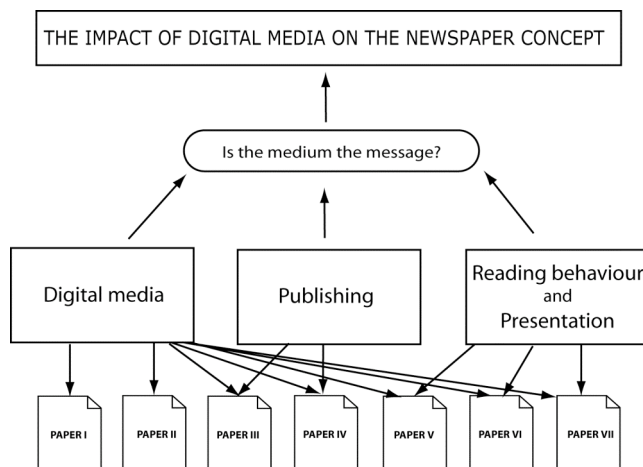 THE IMPACT OF DIGITAL MEDIA ON THE NEWSPAPER CONCEPT
Is the medium the message?
Digital media
Publishing
Reading behaviour
and
Presentation
PAPER I
PAPER II
PAPER III
PAPER IV
PAPER V
PAPER VI
PAPER VII